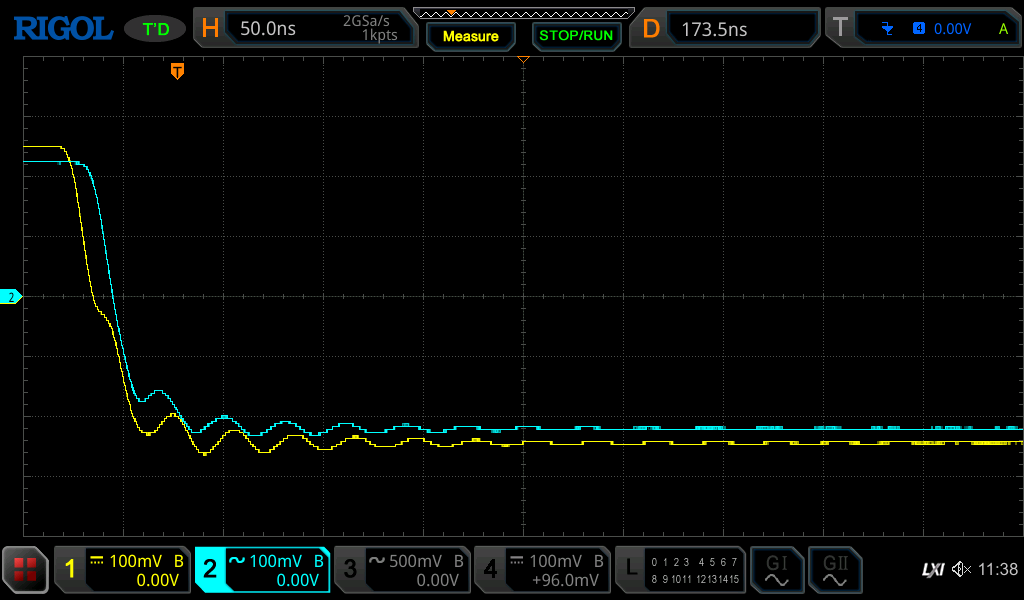 RIGOL T'D H 50.0ns 2GSa/s 1kpts Measure STOP/RUN D 173.5ns T 4 0.00V A
T
2
1 100mV B 0.00V
2 100mV B 0.00V
3 500mV B 0.00V
4 100mV B +96.0mV
L 0 1 2 3 4 5 6 7
8 9 10 11 12 13 14 15
GI
GII
LXI
11:38